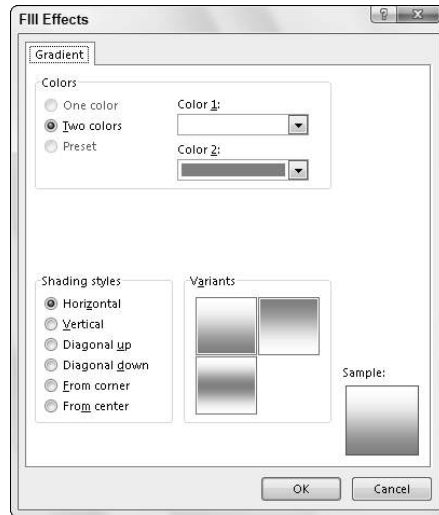 Fill Effects
Gradient
Colors
One color
Two colors
Preset
Color 1:
Color 2:
Shading styles
Horizontal
Vertical
Diagonal up
Diagonal down
From corner
From center
Variants
Sample:
OK
Cancel